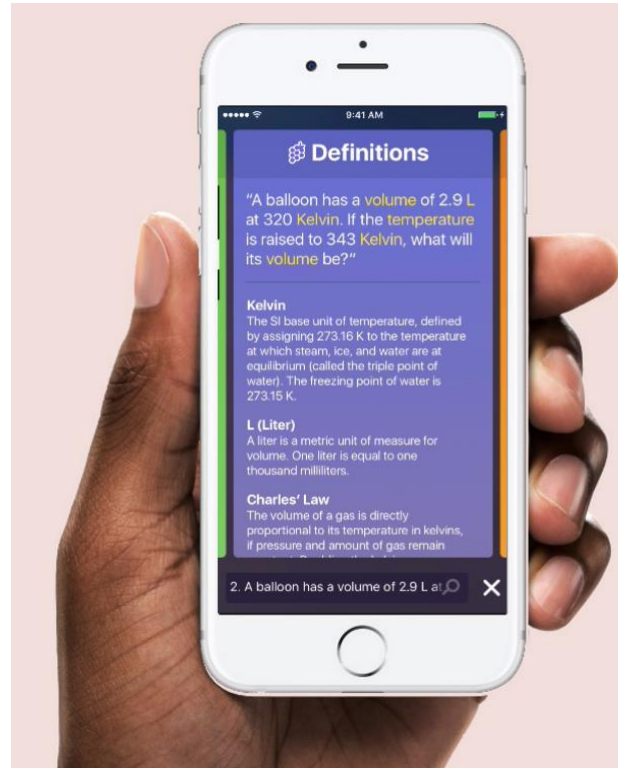 9:41 AM
Definitions
“A balloon has a volume of 2.9 L
at 320 Kelvin. If the temperature
is raised to 343 Kelvin, what will
its volume be?“
Kelvin
The SI base unit of temperature, defined
by assigning 273.16 K to the temperature
at which steam, ice, and water are at
equilibrium (called the triple point of
water). The freezing point of water is
273.15 K.
L (Liter)
A liter is a metric unit of measure for
volume. One liter is equal to one
thousand milliliters.
Charles’ Law
The volume of a gas is directly
proportional to its temperature in kelvins,
if pressure and amount of gas remain
2. A balloon has a volume of 2.9 L at